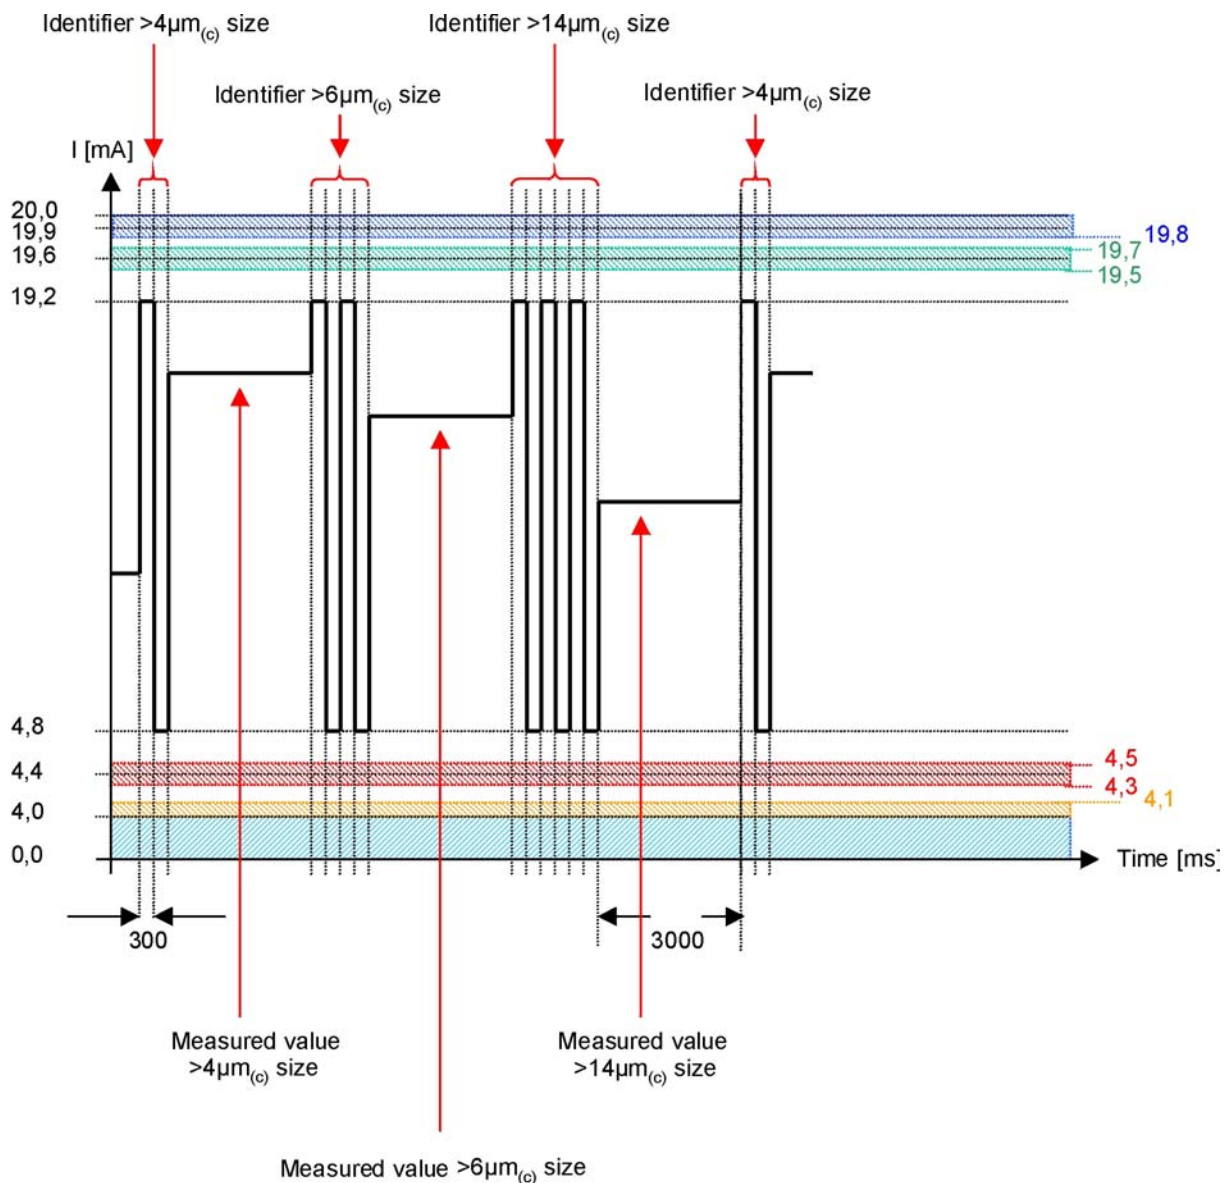 Identifier >4µm(c) size
Identifier >14µm(c) size
Identifier >6µm(c) size
Identifier >4µm(c) size
I [mA]
20,0
19,9
19,8
19,7
19,6
19,5
19,2
4,8
4,5
4,4
4,3
4,1
4,0
0,0
Time [ms]
300
3000
Measured value
>4µm(c) size
Measured value
>14µm(c) size
Measured value >6µm(c) size